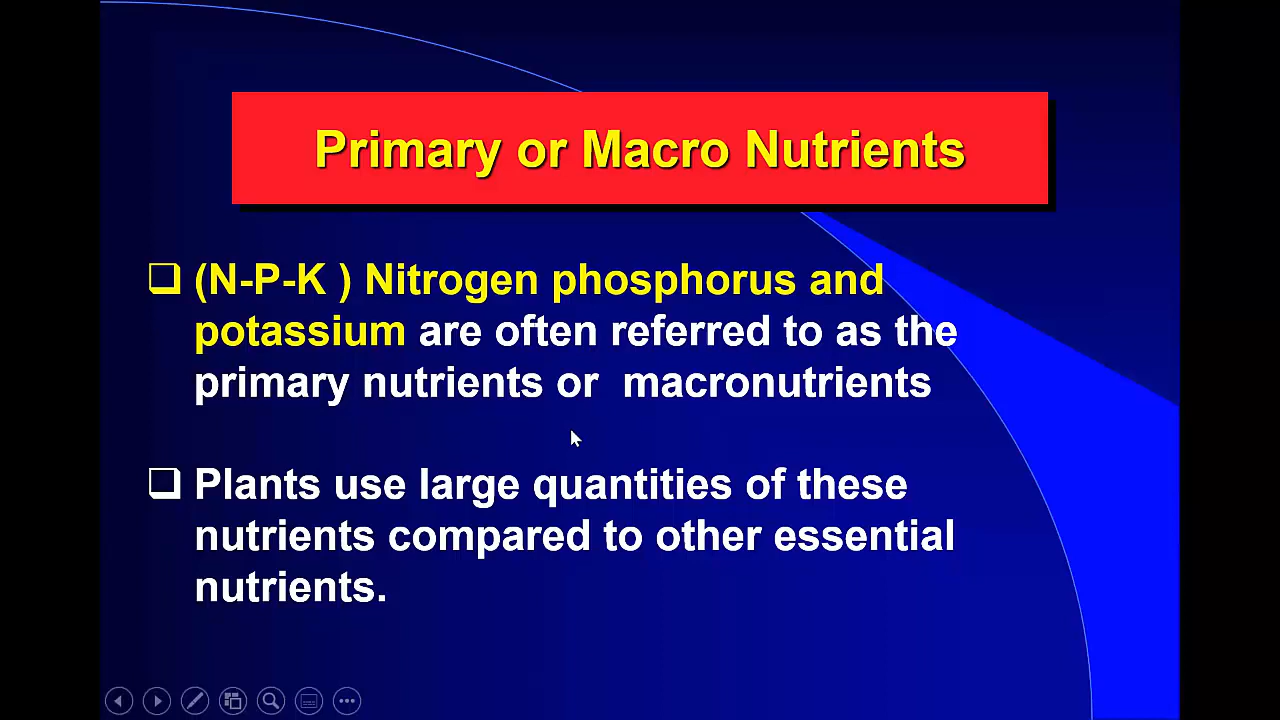 Primary or Macro Nutrients
(N-P-K ) Nitrogen phosphorus and
potassium are often referred to as the
primary nutrients or  macronutrients
Plants use large quantities of these
nutrients compared to other essential
nutrients.